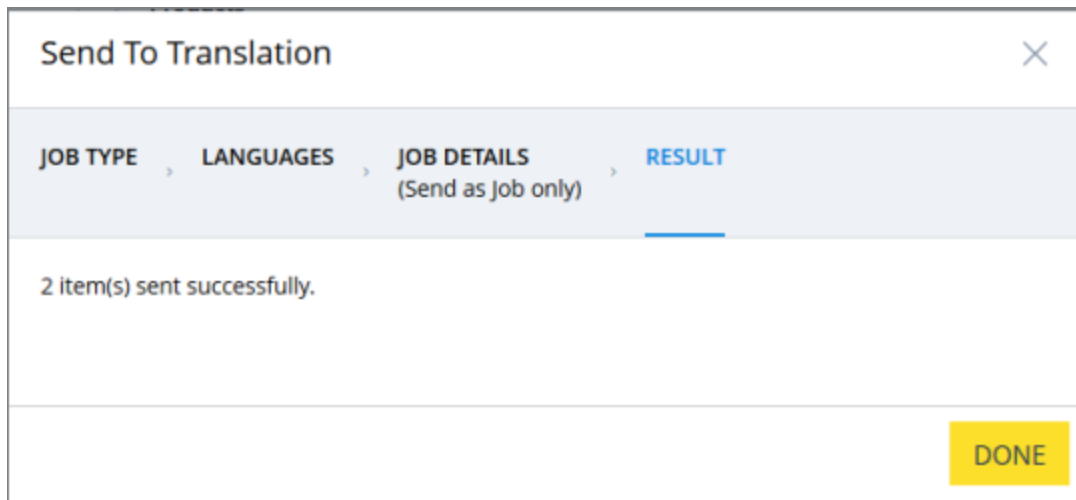 Send To Translation
JOB TYPE › LANGUAGES › JOB DETAILS › RESULT
(Send as Job only)
2 item(s) sent successfully.
DONE